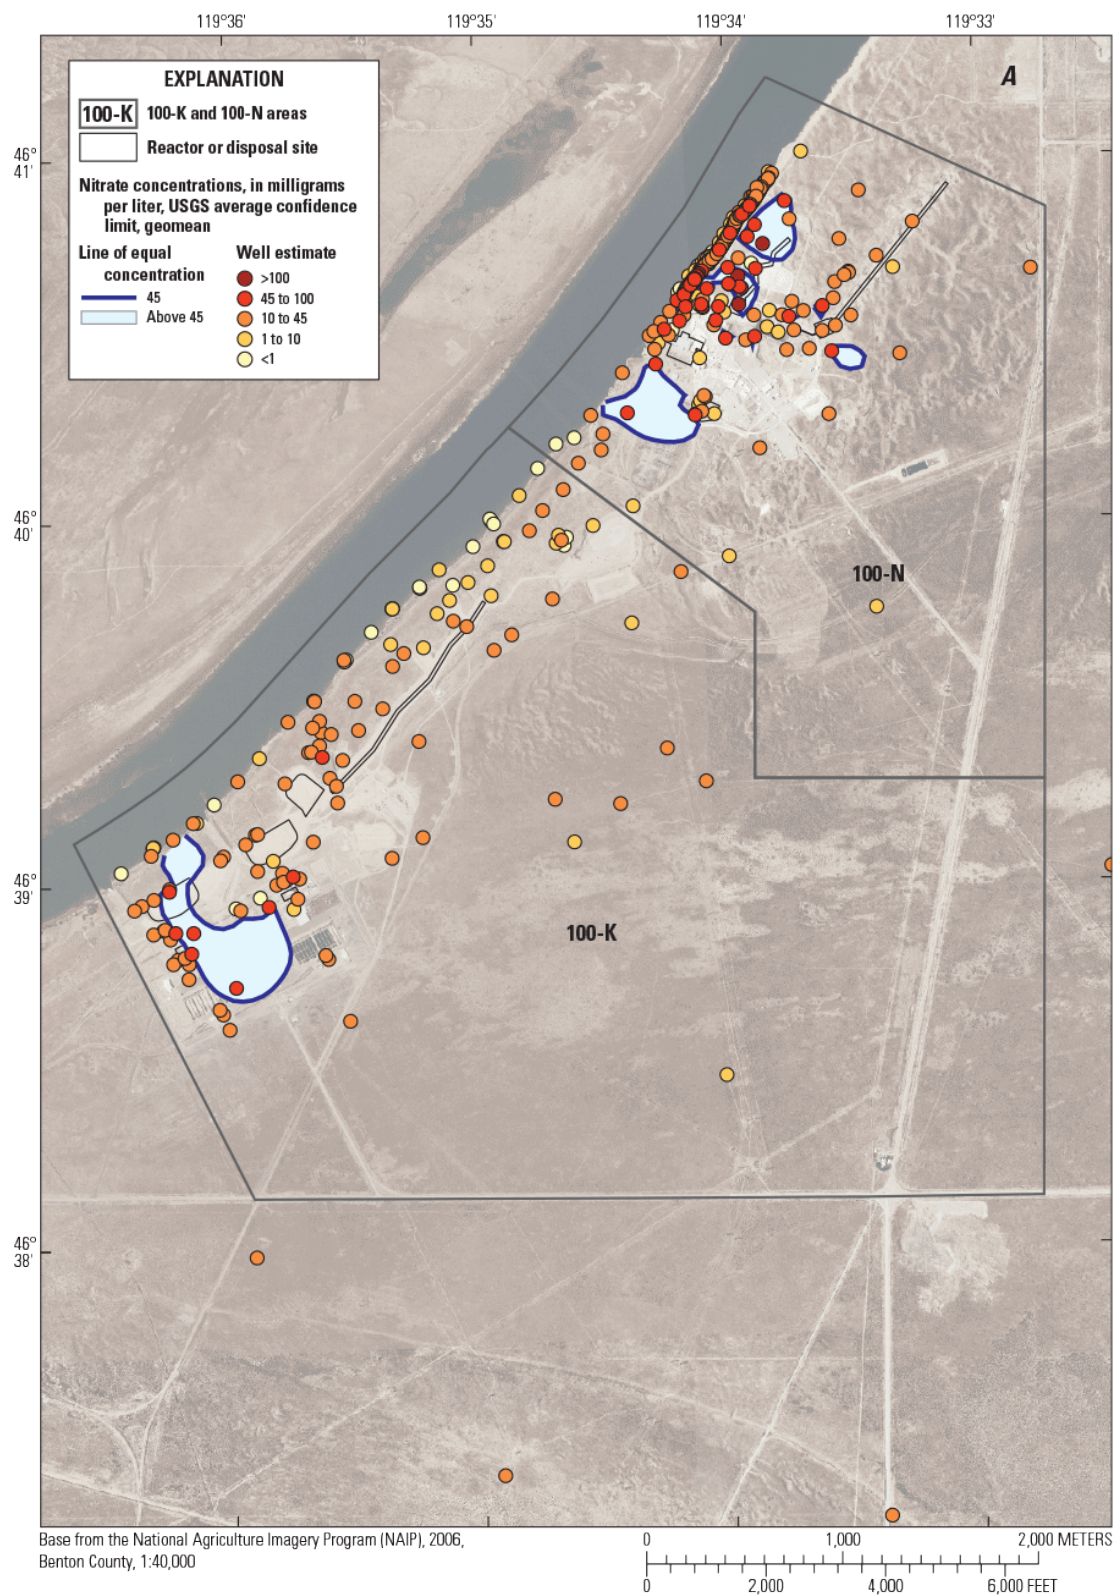 119°36' 119°35' 119°34' 119°33'
A
EXPLANATION
100-K 100-K and 100-N areas
Reactor or disposal site
Nitrate concentrations, in milligrams
per liter, USGS average confidence
limit, geomean
Line of equal
concentration
45
Above 45
Well estimate
>100
45 to 100
10 to 45
1 to 10
<1
46°
41'
46°
40'
100-N
46°
39'
100-K
46°
38'
Base from the National Agriculture Imagery Program (NAIP), 2006,
Benton County, 1:40,000
0 1,000 2,000 METERS
0 2,000 4,000 6,000 FEET